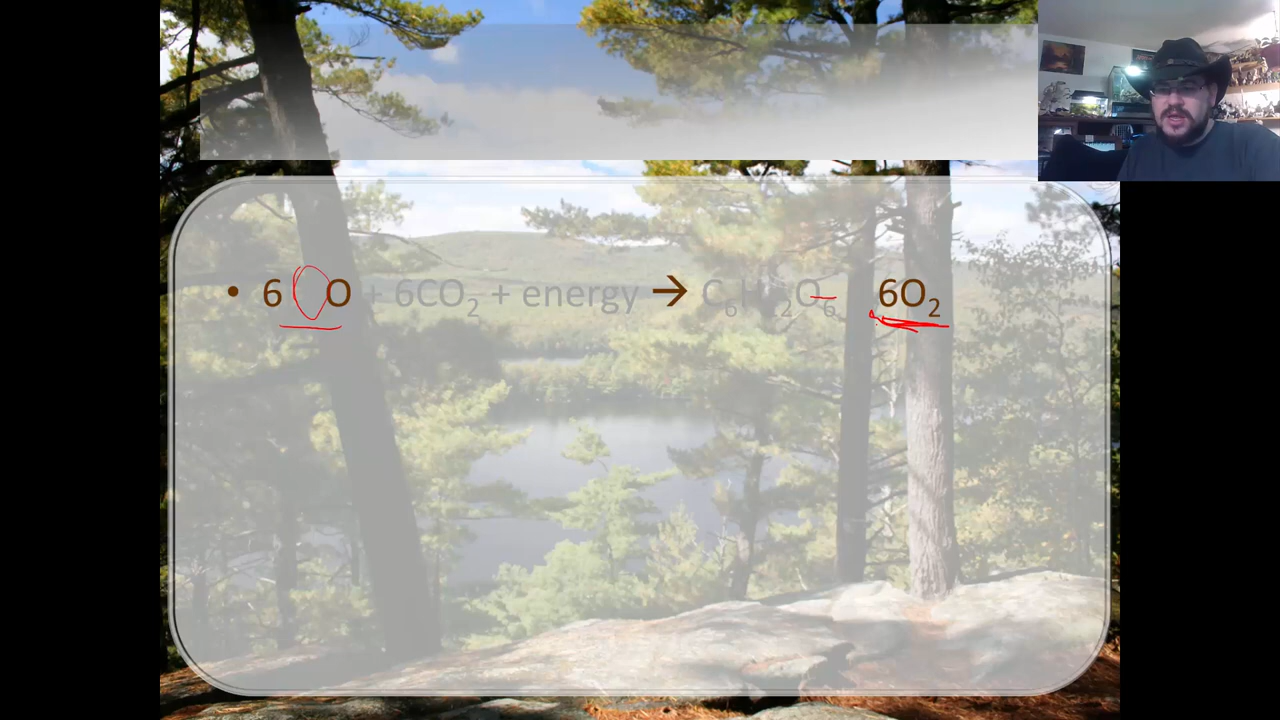 • 6 O + 6CO₂ + energy → C₆H₁₂O₆ 6O₂